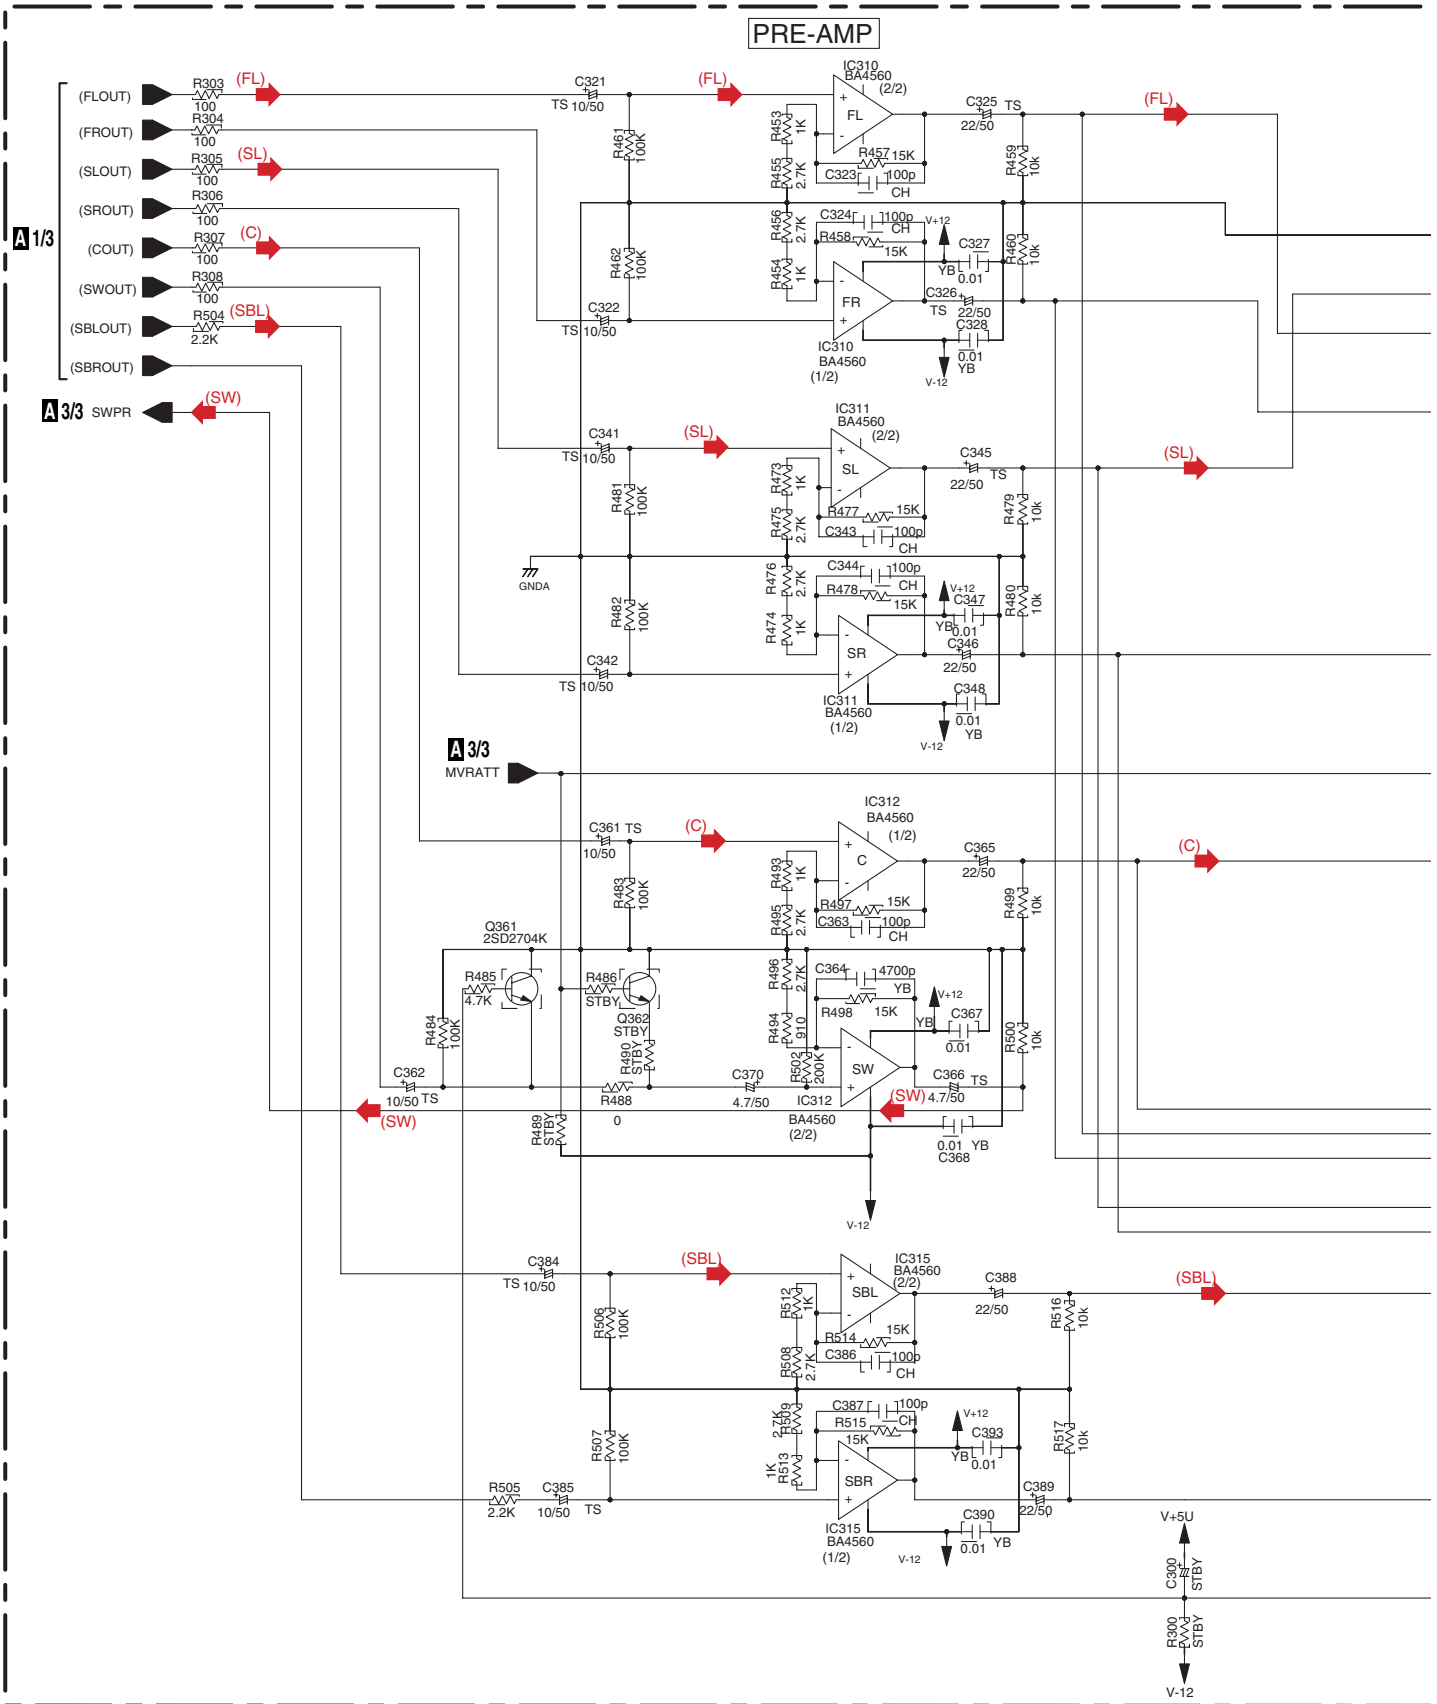 PRE-AMP
A 1/3
(FLOUT)
R303
100
(FL)
(FROUT)
R304
100
(SLOUT)
R305
100
(SL)
(SROUT)
R306
100
(COUT)
R307
100
(C)
(SWOUT)
R308
100
(SBLOUT)
R504
2.2K
(SBL)
(SBROUT)
A 3/3 SWPR
(SW)
C321
TS 10/50
(FL)
R461
100K
R462
100K
C322
TS 10/50
IC310
BA4560
(2/2)
+
FL
-
R453
1K
R455
2.7K
R457 15K
C323 100p
CH
C325 TS
22/50
R459
10k
(FL)
R456
2.7K
R454
1K
C324 100p
CH
R458
15K
V+12
C327
YB 0.01
R460
10k
-
FR
+
C326
TS 22/50
C328
0.01
YB
V-12
IC310
BA4560
(1/2)
C341
TS 10/50
(SL)
R481
100K
GNDA
R482
100K
C342
TS 10/50
IC311
BA4560
(2/2)
+
SL
-
R473
1K
R475
2.7K
R477 15K
C343 100p
CH
C345
TS
22/50
R479
10k
(SL)
R476
2.7K
R474
1K
C344 100p
CH
R478
15K
V+12
C347
YB 0.01
R480
10k
-
SR
+
C346
22/50
C348
0.01
YB
V-12
IC311
BA4560
(1/2)
A 3/3
MVRATT
C361 TS
10/50
(C)
R483
100K
IC312
BA4560
(1/2)
+
C
-
R493
1K
R495
2.7K
R497 15K
C363 100p
CH
C365
22/50
R499
10k
(C)
Q361
2SD2704K
R485
4.7K
R484
100K
R486
STBY
Q362
STBY
R490
STBY
C362
10/50 TS
R488
0
R489
STBY
C370
4.7/50
R496
2.7K
R494
910
R502
200K
C364 4700p
YB
R498 15K
V+12
YB
C367
0.01
R500
10k
-
SW
+
IC312
BA4560
(2/2)
C366 TS
4.7/50
(SW)
(SW)
0.01 YB
C368
V-12
C384
TS 10/50
(SBL)
R506
100K
R507
100K
R505
2.2K
C385
10/50 TS
IC315
BA4560
(2/2)
+
SBL
-
R512
1K
R508
2.7K
R514 15K
C386 100p
CH
C388
22/50
R516
10k
(SBL)
R509
2.7K
R513
1K
C387 100p
CH
R515
15K
V+12
C393
YB 0.01
R517
10k
-
SBR
+
C389
22/50
C390
0.01 YB
V-12
IC315
BA4560
(1/2)
V+5U
C300
STBY
R300
STBY
V-12